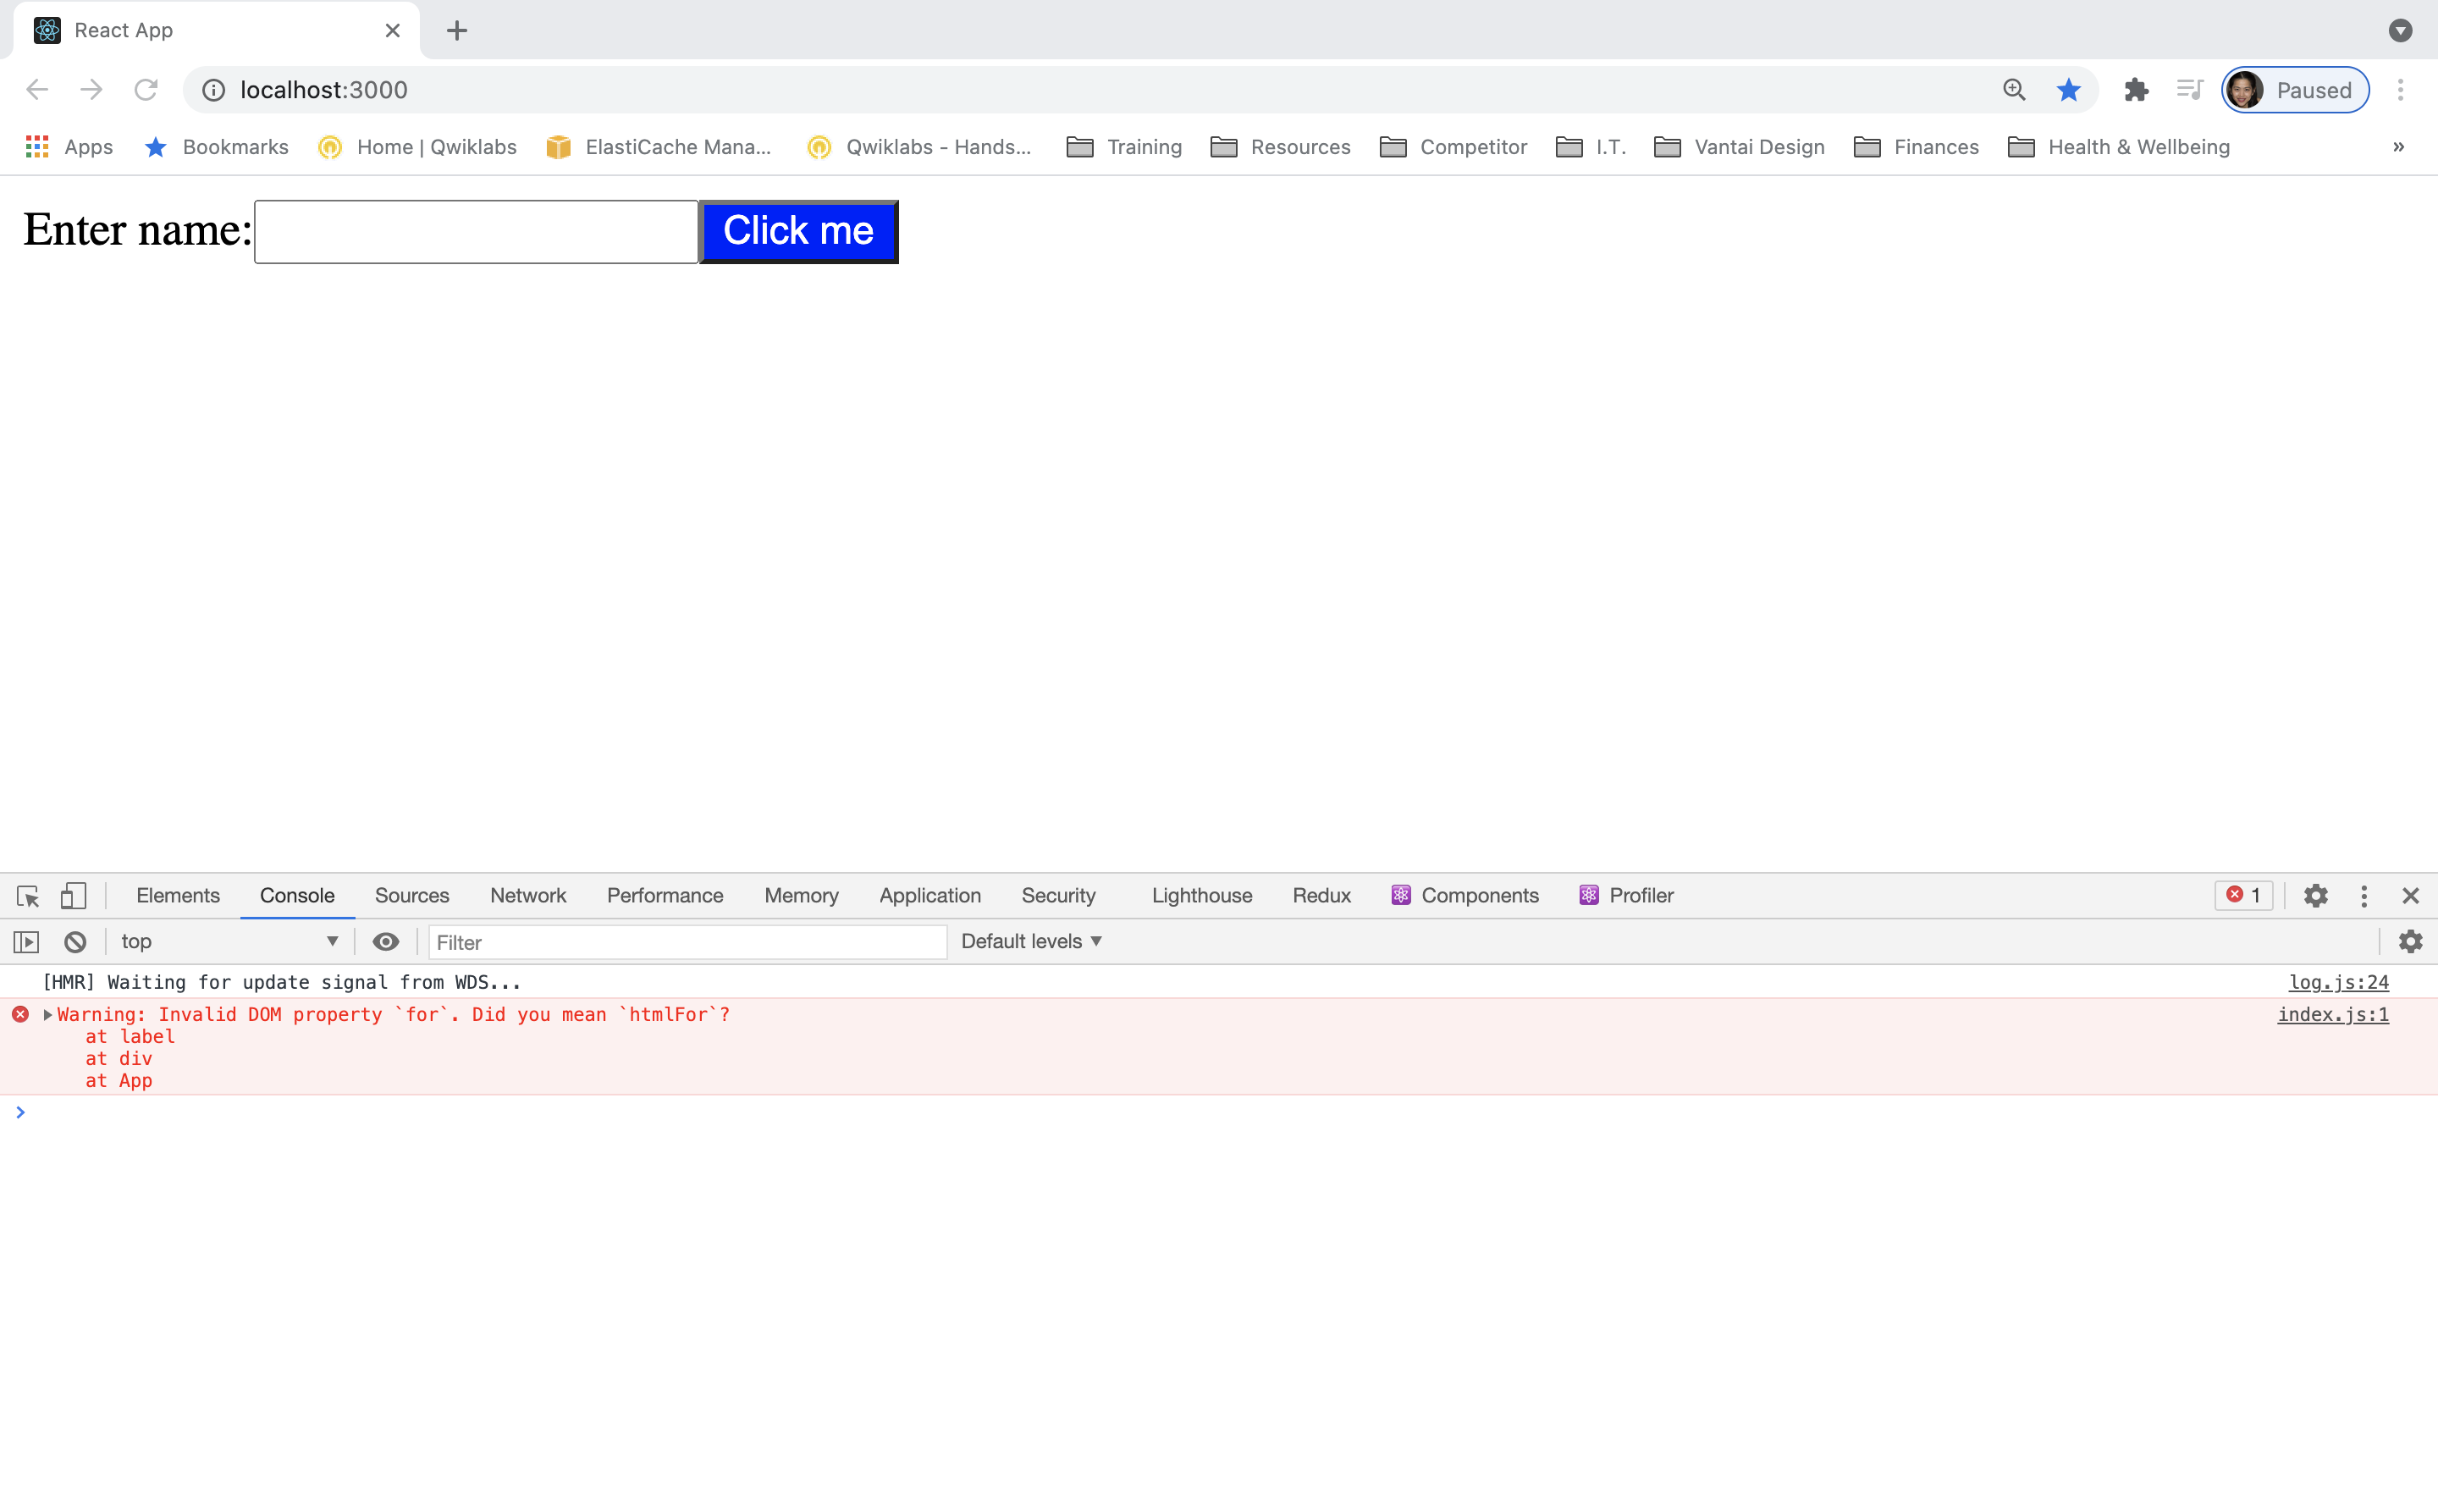 React App
localhost:3000 Paused
Apps Bookmarks Home | Qwiklabs ElastiCache Mana... Qwiklabs - Hands... Training Resources Competitor I.T. Vantai Design Finances Health & Wellbeing »
Enter name: Click me
Elements Console Sources Network Performance Memory Application Security Lighthouse Redux Components Profiler 1
top Filter Default levels
[HMR] Waiting for update signal from WDS... log.js:24
Warning: Invalid DOM property `for`. Did you mean `htmlFor`? index.js:1
at label
at div
at App